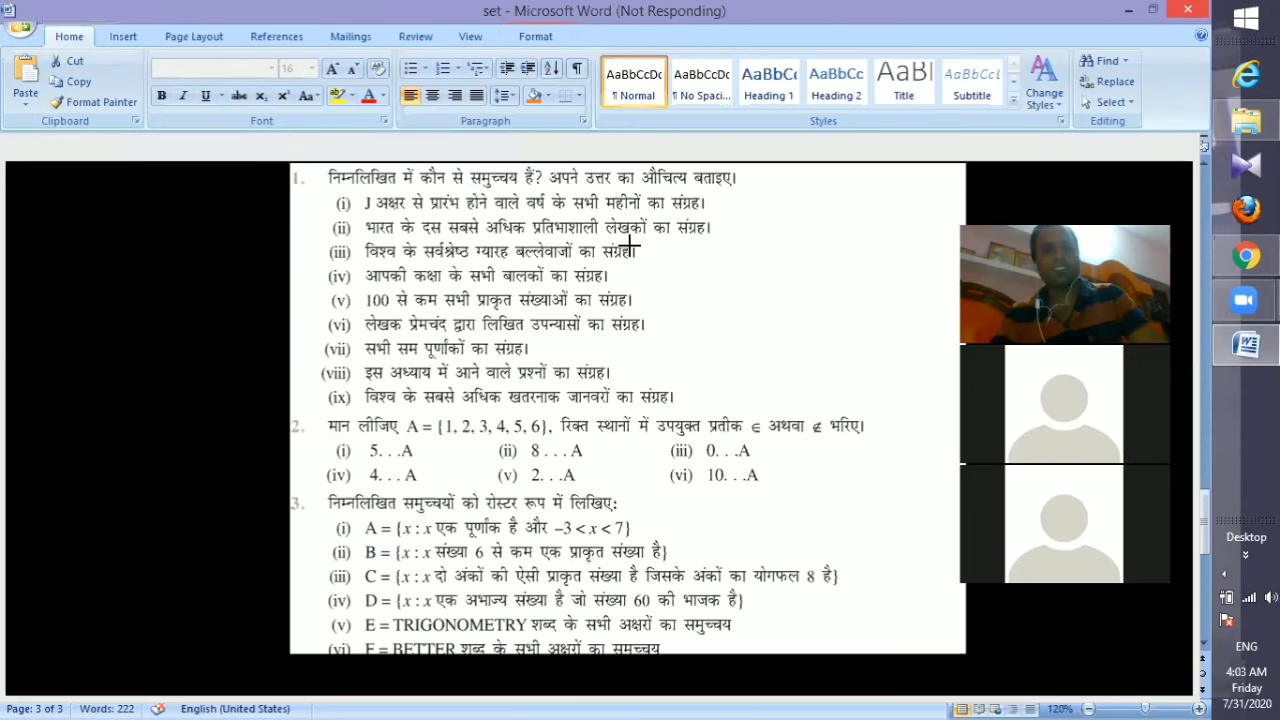 set - Microsoft Word (Not Responding)
Home Insert Page Layout References Mailings Review View Format
Cut
Copy
Format Painter
Paste
Clipboard
16
Font
Paragraph
AaBbCcDc AaBbCcDc AaBbCc AaBbCc AaBl AaBbCcL
¶ Normal ¶ No Spaci... Heading 1 Heading 2 Title Subtitle
Change Styles
Styles
Find
Replace
Select
Editing
1. निम्नलिखित में कौन से समुच्चय हैं? अपने उत्तर का औचित्य बताइए।
(i) J अक्षर से प्रारंभ होने वाले वर्ष के सभी महीनों का संग्रह।
(ii) भारत के दस सबसे अधिक प्रतिभाशाली लेखकों का संग्रह।
(iii) विश्व के सर्वश्रेष्ठ ग्यारह बल्लेवाजों का संग्रह।
(iv) आपकी कक्षा के सभी बालकों का संग्रह।
(v) 100 से कम सभी प्राकृत संख्याओं का संग्रह।
(vi) लेखक प्रेमचंद द्वारा लिखित उपन्यासों का संग्रह।
(vii) सभी सम पूर्णांकों का संग्रह।
(viii) इस अध्याय में आने वाले प्रश्नों का संग्रह।
(ix) विश्व के सबसे अधिक खतरनाक जानवरों का संग्रह।
2. मान लीजिए A = {1, 2, 3, 4, 5, 6}, रिक्त स्थानों में उपयुक्त प्रतीक ∈ अथवा ∉ भरिए।
(i) 5. . .A (ii) 8 . . .A (iii) 0. . .A
(iv) 4. . .A (v) 2. . .A (vi) 10. . .A
3. निम्नलिखित समुच्चयों को रोस्टर रूप में लिखिए:
(i) A = {x : x एक पूर्णांक है और –3 < x < 7}
(ii) B = {x : x संख्या 6 से कम एक प्राकृत संख्या है}
(iii) C = {x : x दो अंकों की ऐसी प्राकृत संख्या है जिसके अंकों का योगफल 8 है}
(iv) D = {x : x एक अभाज्य संख्या है जो संख्या 60 की भाजक है}
(v) E = TRIGONOMETRY शब्द के सभी अक्षरों का समुच्चय
(vi) F = BETTER शब्द के सभी अक्षरों का समुच्चय
Desktop
ENG
4:03 AM
Friday
7/31/2020
Page: 3 of 3 Words: 222 English (United States) 120%